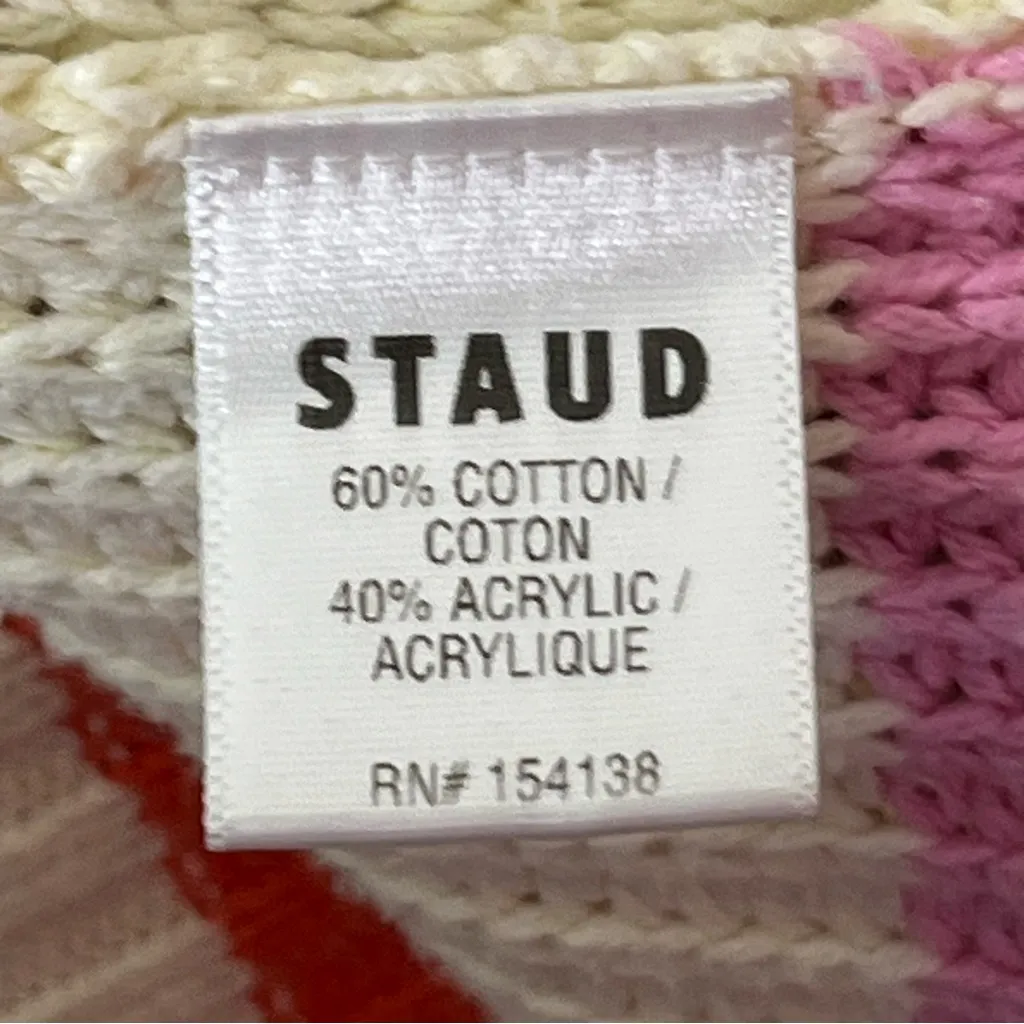 STAUD
60% COTTON /
COTON
40% ACRYLIC /
ACRYLIQUE
RN# 154138